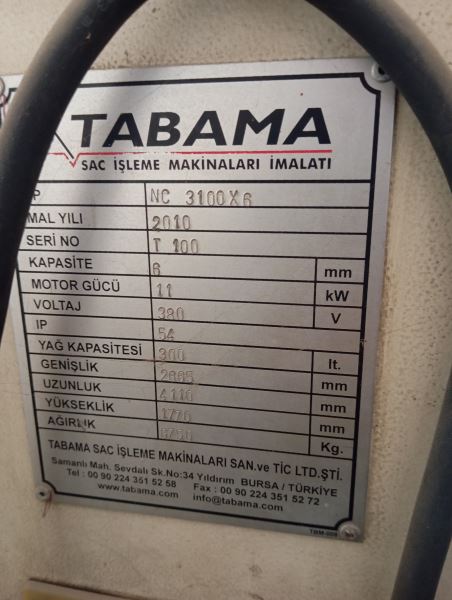 TABAMA
SAC İŞLEME MAKİNALARI İMALATI
NC 3100X6
MAL YILI 2010
SERİ NO T 100
KAPASİTE 6 mm
MOTOR GÜCÜ 11 kW
VOLTAJ 380 V
IP 54
YAĞ KAPASİTESİ 300 lt.
GENİŞLİK mm
UZUNLUK 4110 mm
YÜKSEKLİK 1770 mm
AĞIRLIK Kg.
TABAMA SAC İŞLEME MAKİNALARI SAN.ve TİC LTD.ŞTİ.
Samanlı Mah. Sevdalı Sk.No:34 Yıldırım BURSA / TÜRKİYE
Tel : 00 90 224 351 52 58 Fax : 00 90 224 351 52 72
www.tabama.com info@tabama.com